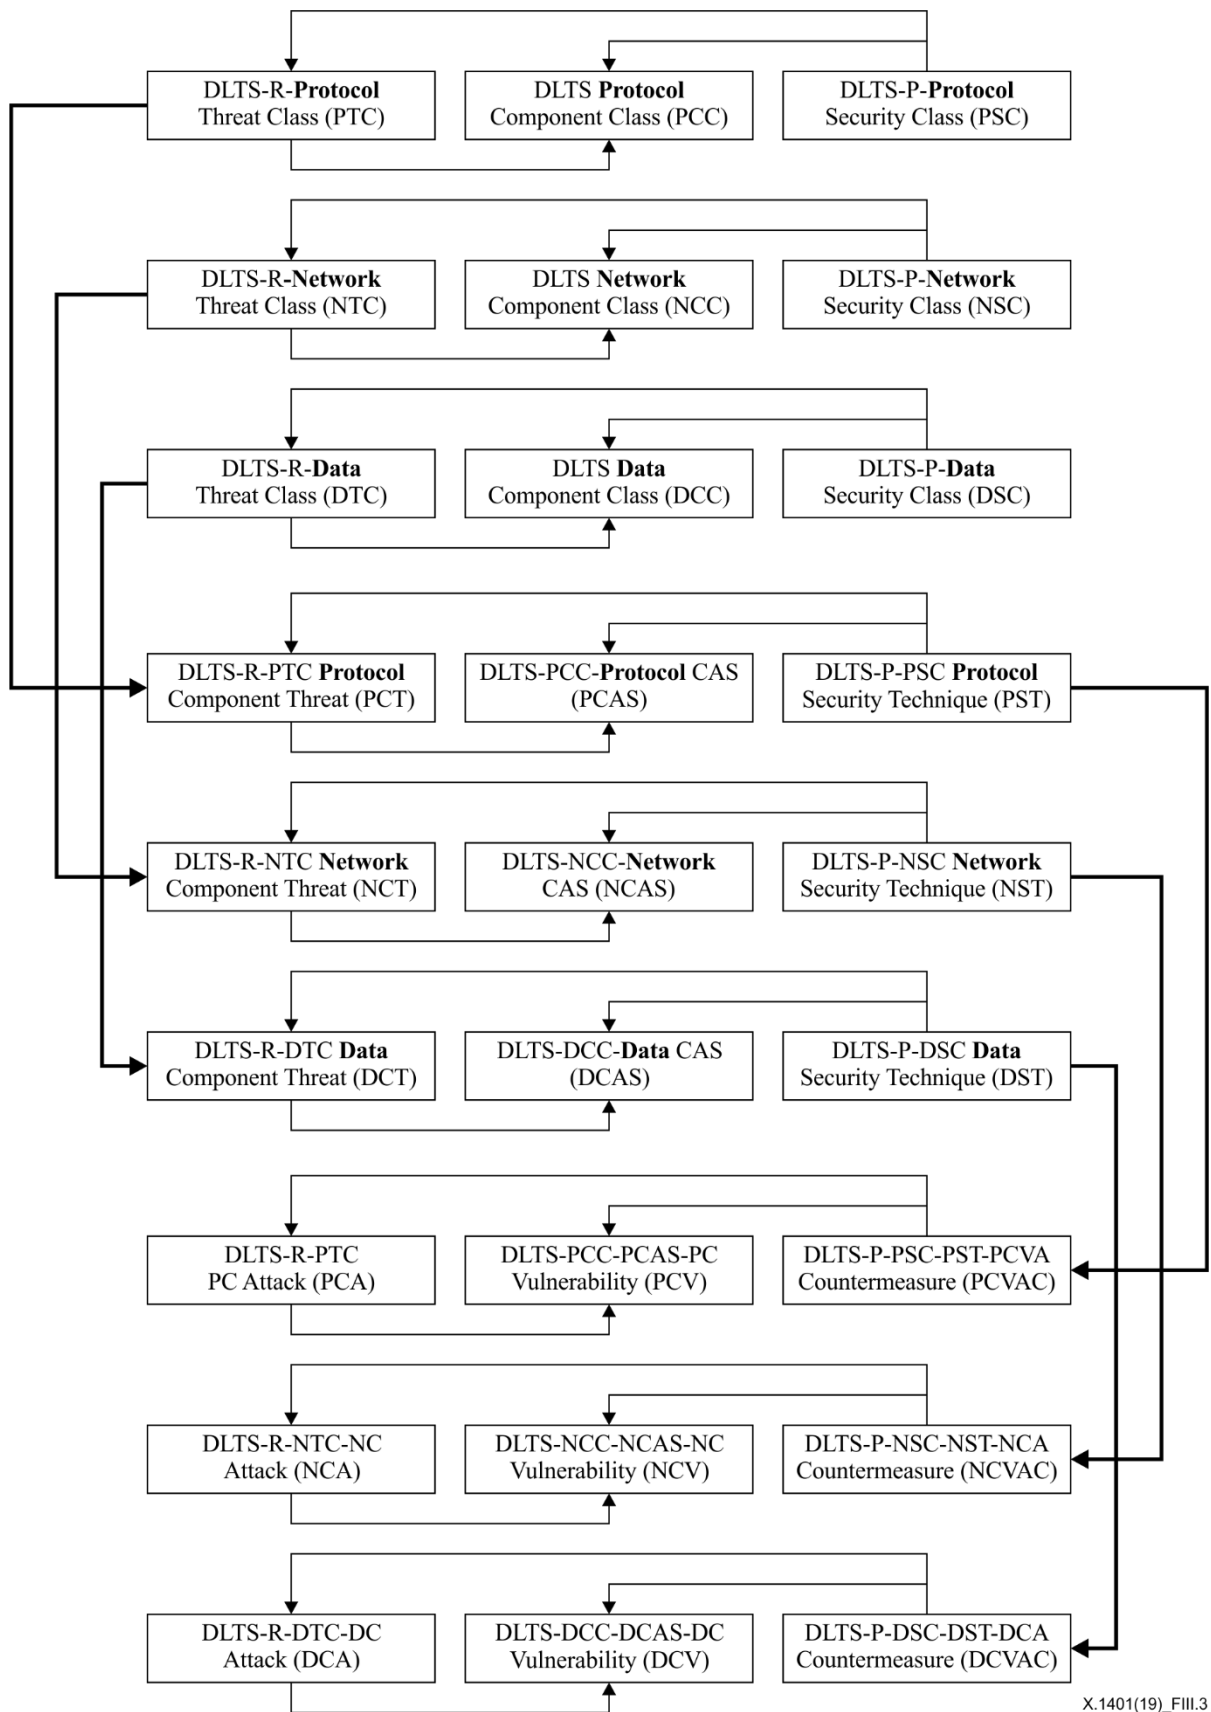 DLTS-R-Protocol
Threat Class (PTC)
DLTS Protocol
Component Class (PCC)
DLTS-P-Protocol
Security Class (PSC)
DLTS-R-Network
Threat Class (NTC)
DLTS Network
Component Class (NCC)
DLTS-P-Network
Security Class (NSC)
DLTS-R-Data
Threat Class (DTC)
DLTS Data
Component Class (DCC)
DLTS-P-Data
Security Class (DSC)
DLTS-R-PTC Protocol
Component Threat (PCT)
DLTS-PCC-Protocol CAS
(PCAS)
DLTS-P-PSC Protocol
Security Technique (PST)
DLTS-R-NTC Network
Component Threat (NCT)
DLTS-NCC-Network
CAS (NCAS)
DLTS-P-NSC Network
Security Technique (NST)
DLTS-R-DTC Data
Component Threat (DCT)
DLTS-DCC-Data CAS
(DCAS)
DLTS-P-DSC Data
Security Technique (DST)
DLTS-R-PTC
PC Attack (PCA)
DLTS-PCC-PCAS-PC
Vulnerability (PCV)
DLTS-P-PSC-PST-PCVA
Countermeasure (PCVAC)
DLTS-R-NTC-NC
Attack (NCA)
DLTS-NCC-NCAS-NC
Vulnerability (NCV)
DLTS-P-NSC-NST-NCA
Countermeasure (NCVAC)
DLTS-R-DTC-DC
Attack (DCA)
DLTS-DCC-DCAS-DC
Vulnerability (DCV)
DLTS-P-DSC-DST-DCA
Countermeasure (DCVAC)
X.1401(19)_FIII.3